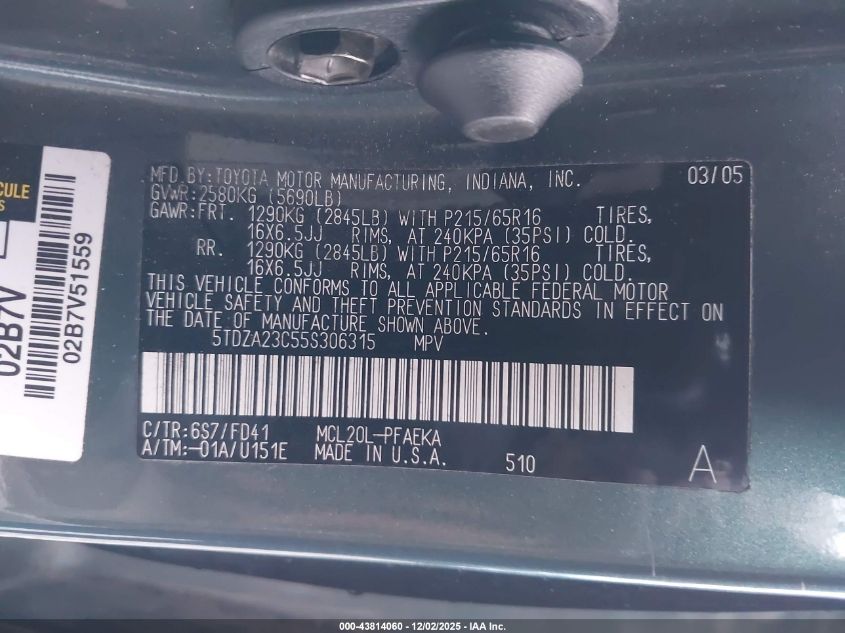 MFD.BY:TOYOTA MOTOR MANUFACTURING, INDIANA, INC. 03/05
GVWR:2580KG (5690LB)
GAWR:FRT. 1290KG (2845LB) WITH P215/65R16 TIRES,
16X6.5JJ RIMS, AT 240KPA (35PSI) COLD.
RR. 1290KG (2845LB) WITH P215/65R16 TIRES,
16X6.5JJ RIMS, AT 240KPA (35PSI) COLD.
THIS VEHICLE CONFORMS TO ALL APPLICABLE FEDERAL MOTOR
VEHICLE SAFETY AND THEFT PREVENTION STANDARDS IN EFFECT ON
THE DATE OF MANUFACTURE SHOWN ABOVE.
5TDZA23C55S306315 MPV
C/TR:6S7/FD41 MCL20L-PFAEKA
A/TM:-01A/U151E MADE IN U.S.A. 510 A
02B7V
02B7V51559
000-43814060 - 12/02/2025 - IAA Inc.